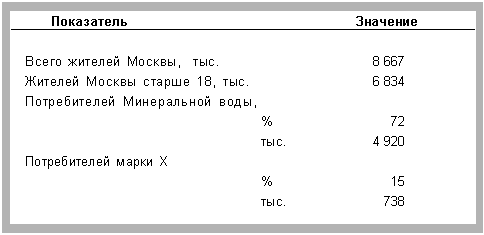 Показатель Значение
Всего жителей Москвы, тыс. 8 667
Жителей Москвы старше 18, тыс. 6 834
Потребителей Минеральной воды,
% 72
тыс. 4 920
Потребителей марки X
% 15
тыс. 738